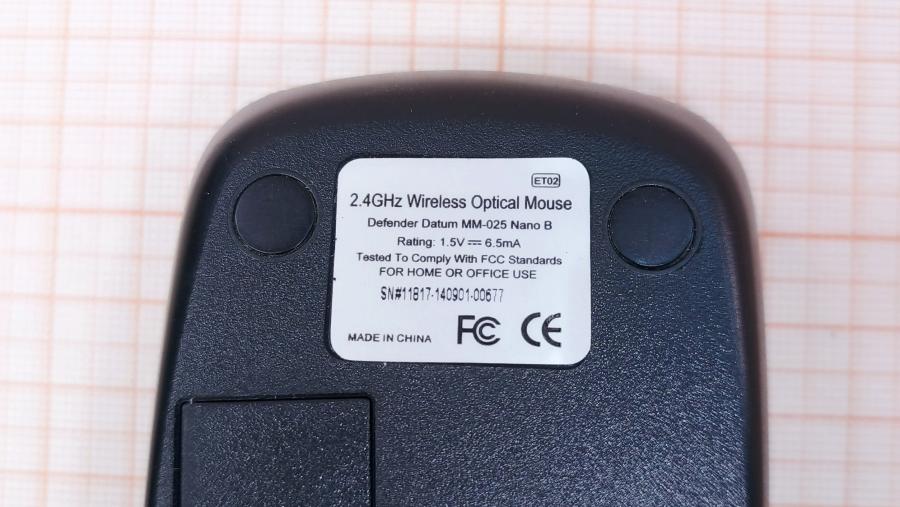 ET02
2.4GHz Wireless Optical Mouse
Defender Datum MM-025 Nano B
Rating: 1.5V ⎓ 6.5mA
Tested To Comply With FCC Standards
FOR HOME OR OFFICE USE
SN#11817-140901-00677
MADE IN CHINA FC CE